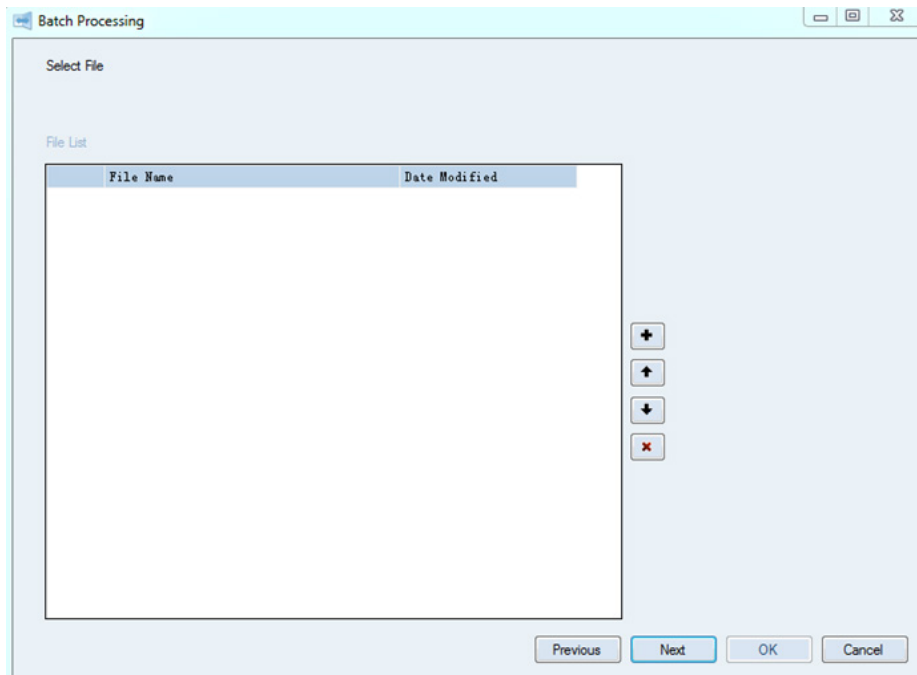 Batch Processing
Select File
File List
File Name Date Modified
Previous Next OK Cancel